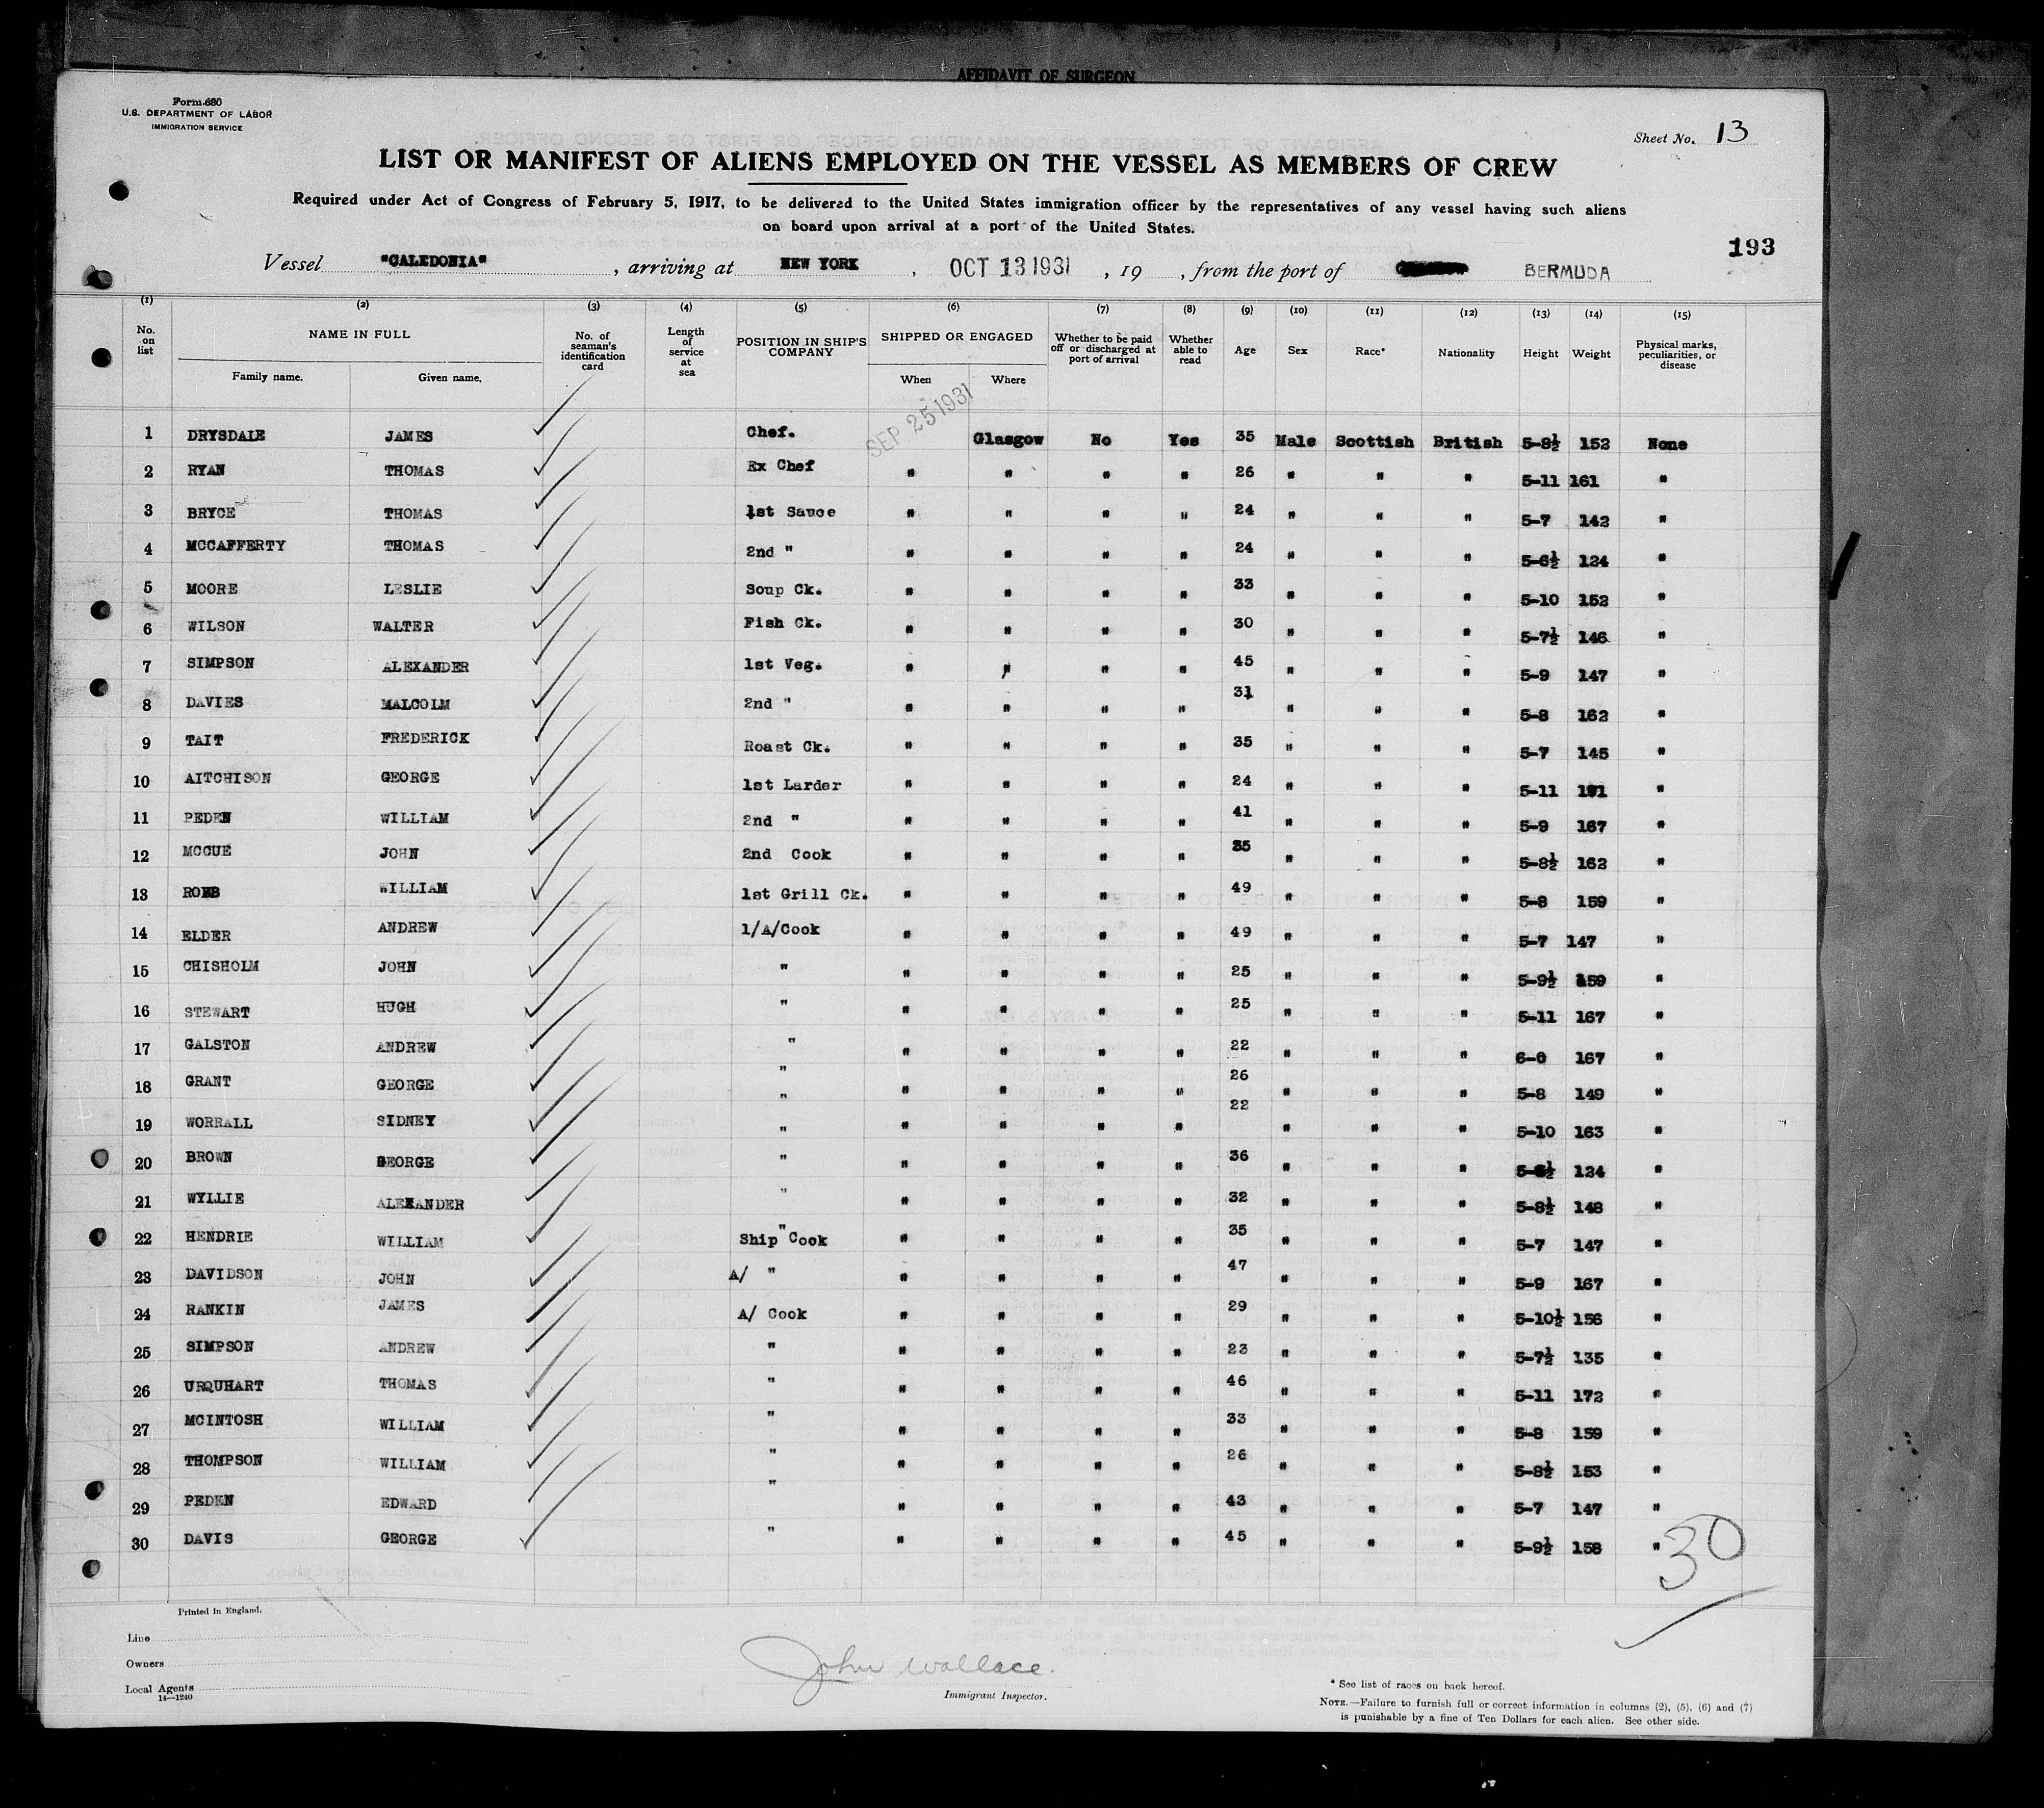 AFFIDAVIT OF SURGEON
Form 680
U.S. DEPARTMENT OF LABOR
IMMIGRATION SERVICE
Sheet No. 13
LIST OR MANIFEST OF ALIENS EMPLOYED ON THE VESSEL AS MEMBERS OF CREW
Required under Act of Congress of February 5, 1917, to be delivered to the United States immigration officer by the representatives of any vessel having such aliens
on board upon arrival at a port of the United States.
193
Vessel "CALEDONIA", arriving at NEW YORK, OCT 13 1931, 19 , from the port of BERMUDA
(1) (2) (3) (4) (5) (6) (7) (8) (9) (10) (11) (12) (13) (14) (15)
No. on list NAME IN FULL Family name. Given name. No. of seaman's identification card Length of service at sea POSITION IN SHIP'S COMPANY SHIPPED OR ENGAGED When Where Whether to be paid off or discharged at port of arrival Whether able to read Age Sex Race* Nationality Height Weight Physical marks, peculiarities, or disease
1 DRYSDALE JAMES Chef. SEP 25 1931 Glasgow No Yes 35 Male Scottish British 5-8½ 152 None
2 RYAN THOMAS Ex Chef " " " " 26 " " " 5-11 161 "
3 BRYCE THOMAS 1st Sauce " " " " 24 " " " 5-7 142 "
4 MCCAFFERTY THOMAS 2nd " " " " " 24 " " " 5-6½ 124 "
5 MOORE LESLIE Soup Ck. " " " " 33 " " " 5-10 152 "
6 WILSON WALTER Fish Ck. " " " " 30 " " " 5-7½ 146 "
7 SIMPSON ALEXANDER 1st Veg. " " " " 45 " " " 5-9 147 "
8 DAVIES MALCOLM 2nd " " " " " 31 " " " 5-8 162 "
9 TAIT FREDERICK Roast Ck. " " " " 35 " " " 5-7 145 "
10 AITCHISON GEORGE 1st Larder " " " " 24 " " " 5-11 "
11 PEDEN WILLIAM 2nd " " " " " 41 " " " 5-9 167 "
12 MCCUE JOHN 2nd Cook " " " " 35 " " " 5-8½ 162 "
13 ROBB WILLIAM 1st Grill Ck. " " " " 49 " " " 5-8 159 "
14 ELDER ANDREW 1/A/Cook " " " " 49 " " " 5-7 147 "
15 CHISHOLM JOHN " " " " " 25 " " " 5-9½ 159 "
16 STEWART HUGH " " " " " 25 " " " 5-11 167 "
17 GALSTON ANDREW " " " " " 22 " " " 6-0 167 "
18 GRANT GEORGE " " " " " 26 " " " 5-8 149 "
19 WORRALL SIDNEY " " " " " 22 " " " 5-10 163 "
20 BROWN GEORGE " " " " " 36 " " " 124 "
21 WYLLIE ALEXANDER " " " " " 32 " " " 5-8½ 148 "
22 HENDRIE WILLIAM Ship Cook " " " " 35 " " " 5-7 147 "
23 DAVIDSON JOHN A/ " " " " " 47 " " " 5-9 167 "
24 RANKIN JAMES A/ Cook " " " " 29 " " " 5-10½ 156 "
25 SIMPSON ANDREW " " " " " 23 " " " 5-7½ 135 "
26 URQUHART THOMAS " " " " " 46 " " " 5-11 172 "
27 MCINTOSH WILLIAM " " " " " 33 " " " 5-8 159 "
28 THOMPSON WILLIAM " " " " " 26 " " " 5-8½ 153 "
29 PEDEN EDWARD " " " " " 43 " " " 5-7 147 "
30 DAVIS GEORGE " " " " " 45 " " " 5-9½ 158 "
30
Printed in England.
Line
Owners
Local Agents
14—1240
John Wallace.
Immigrant Inspector.
* See list of races on back hereof.
NOTE.—Failure to furnish full or correct information in columns (2), (5), (6) and (7)
is punishable by a fine of Ten Dollars for each alien. See other side.